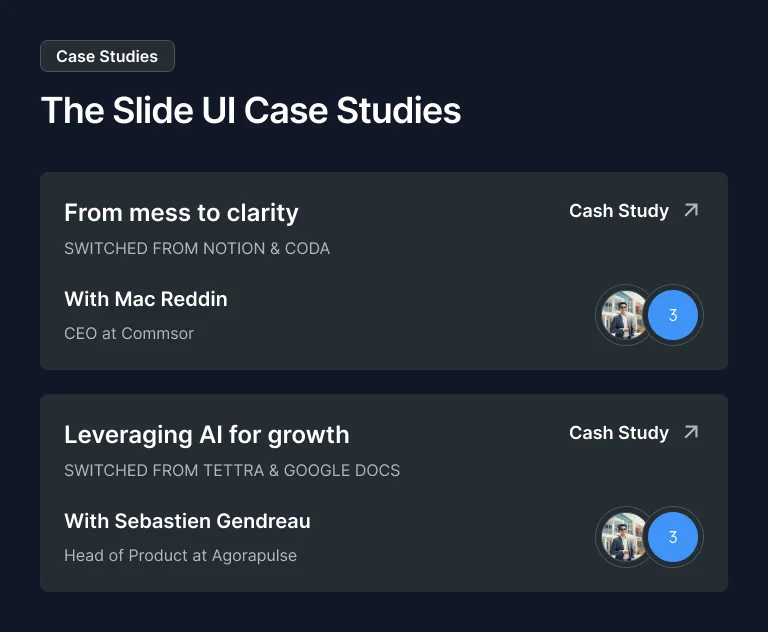 Case Studies
The Slide UI Case Studies
From mess to clarity
Cash Study
SWITCHED FROM NOTION & CODA
With Mac Reddin
CEO at Commsor
3
Leveraging AI for growth
Cash Study
SWITCHED FROM TETTRA & GOOGLE DOCS
With Sebastien Gendreau
Head of Product at Agorapulse
3